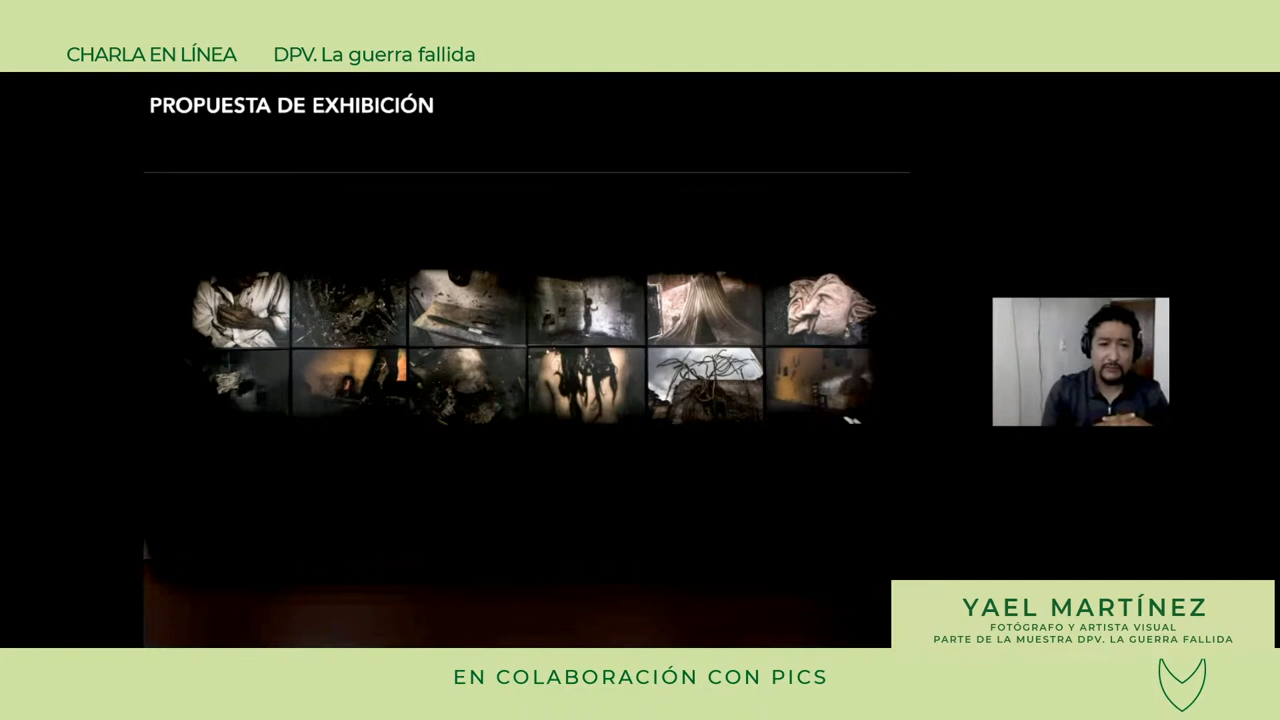 CHARLA EN LÍNEA DPV. La guerra fallida
PROPUESTA DE EXHIBICIÓN
YAEL MARTÍNEZ
FOTÓGRAFO Y ARTISTA VISUAL
PARTE DE LA MUESTRA DPV. LA GUERRA FALLIDA
EN COLABORACIÓN CON PICS